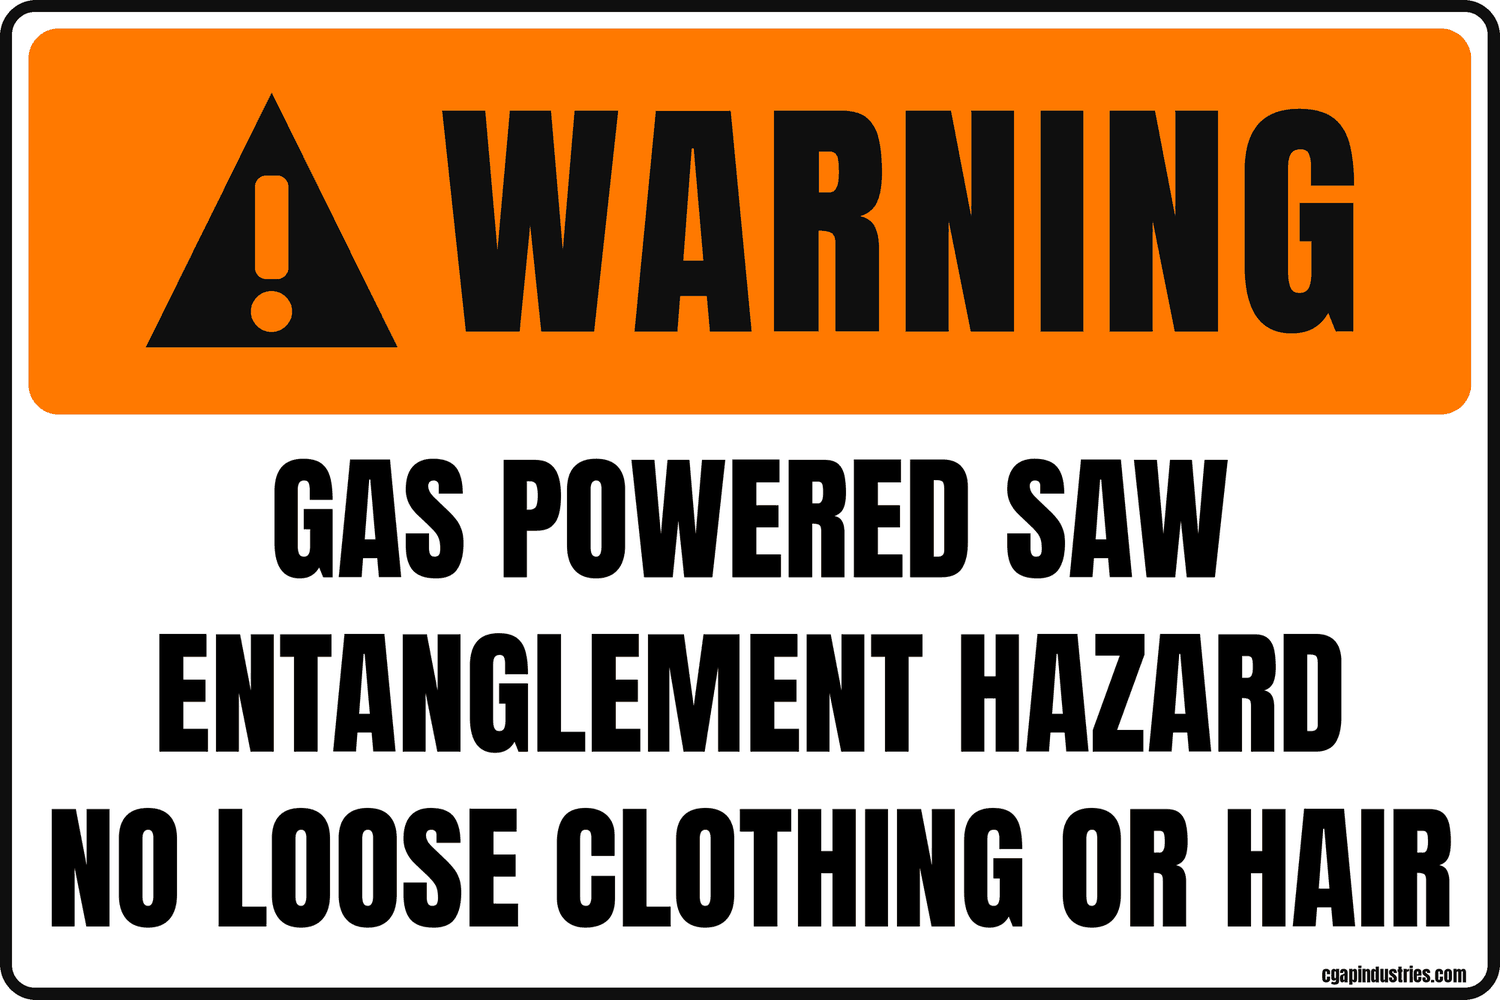 WARNING
GAS POWERED SAW
ENTANGLEMENT HAZARD
NO LOOSE CLOTHING OR HAIR
cgapindustries.com